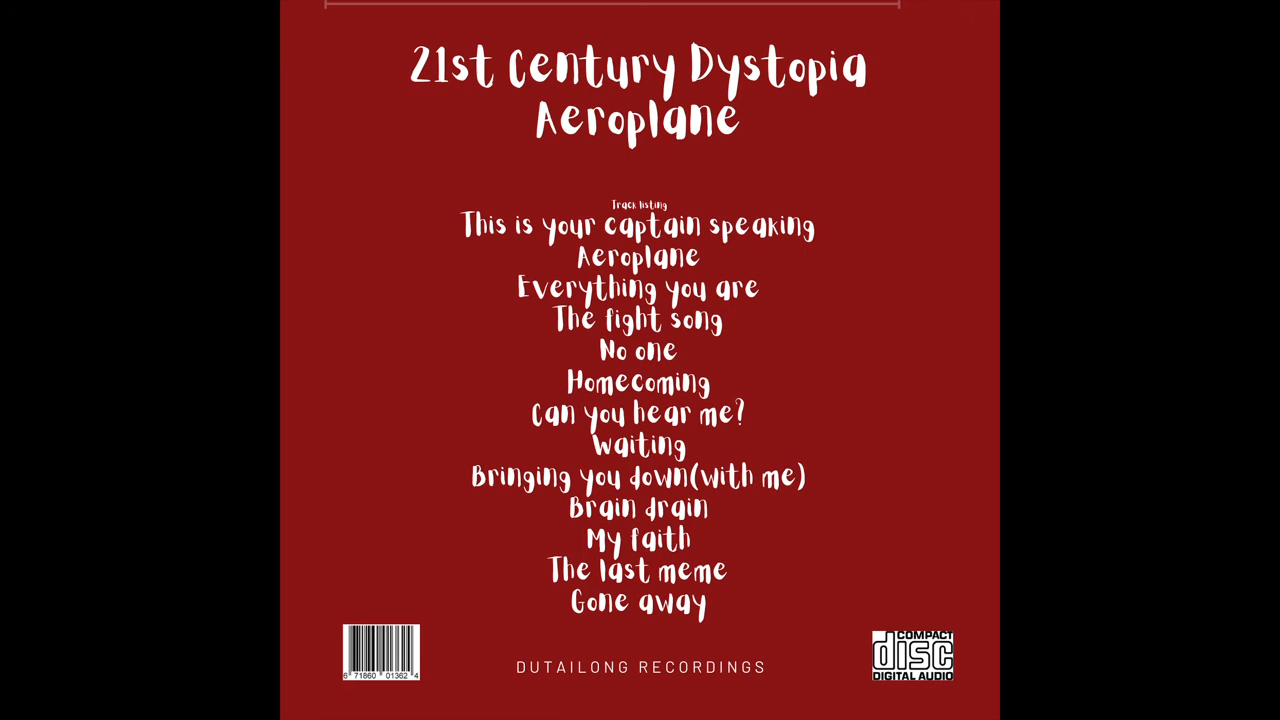 21st Century Dystopia
Aeroplane
Track listing
This is your captain speaking
Aeroplane
Everything you are
The fight song
No one
Homecoming
Can you hear me?
Waiting
Bringing you down(with me)
Brain drain
My faith
The last meme
Gone away
6 71860 01362 4
DUTAILONG RECORDINGS
COMPACT
disc
DIGITAL AUDIO